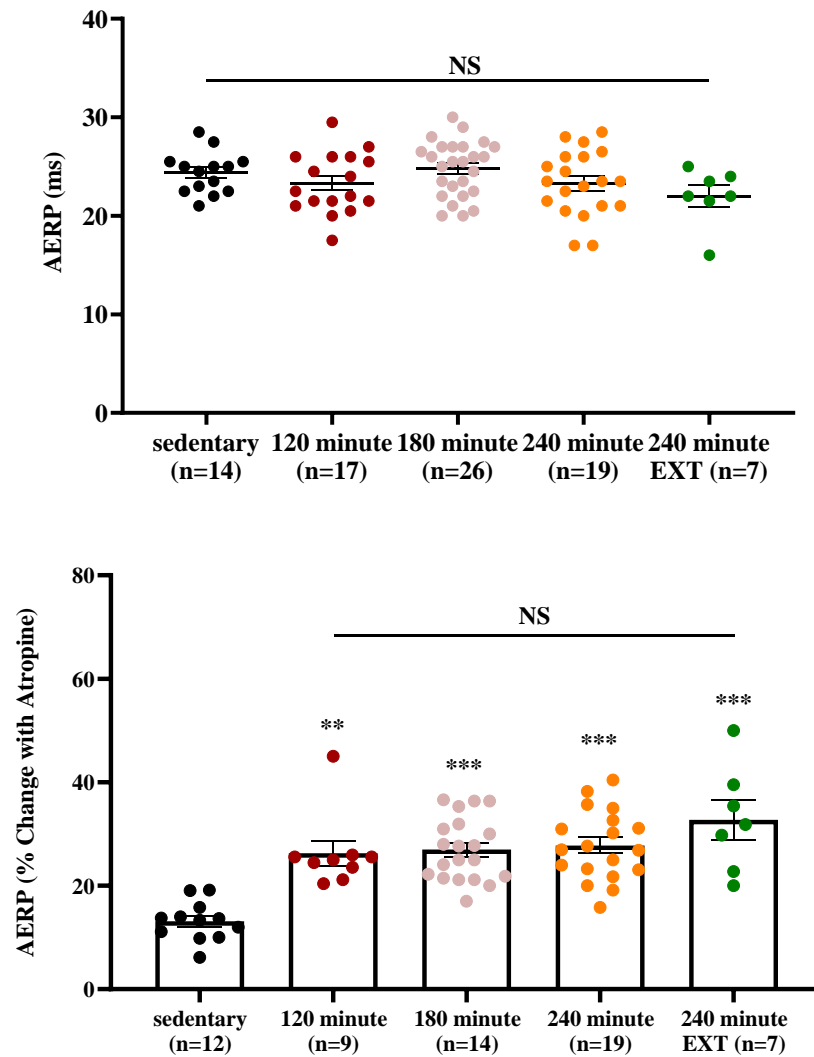 40
NS
30
20
10
0
AERP (ms)
sedentary 120 minute 180 minute 240 minute 240 minute
(n=14) (n=17) (n=26) (n=19) EXT (n=7)
80
NS
60
***
**
***
***
40
20
0
AERP (% Change with Atropine)
sedentary 120 minute 180 minute 240 minute 240 minute
(n=12) (n=9) (n=14) (n=19) EXT (n=7)